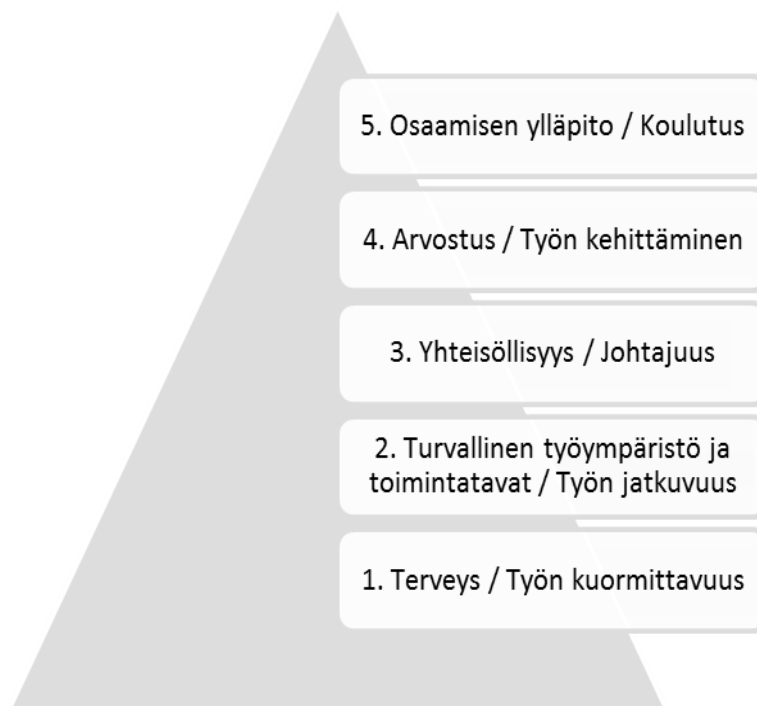 5. Osaamisen ylläpito / Koulutus
4. Arvostus / Työn kehittäminen
3. Yhteisöllisyys / Johtajuus
2. Turvallinen työympäristö ja
toimintatavat / Työn jatkuvuus
1. Terveys / Työn kuormittavuus